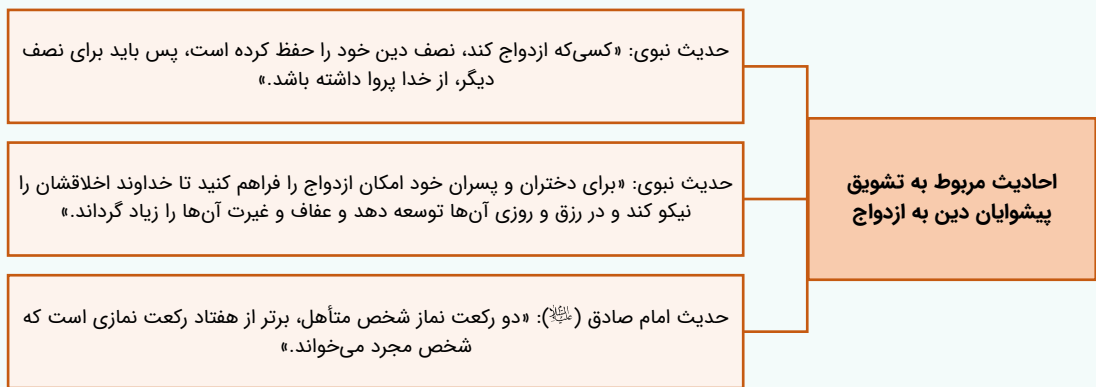 احادیث مربوط به تشویق
پیشوایان دین به ازدواج
حدیث نبوی: «کسی‌که ازدواج کند، نصف دین خود را حفظ کرده است، پس باید برای نصف
دیگر، از خدا پروا داشته باشد.»
حدیث نبوی: «برای دختران و پسران خود امکان ازدواج را فراهم کنید تا خداوند اخلاقشان را
نیکو کند و در رزق و روزی آن‌ها توسعه دهد و عفاف و غیرت آن‌ها را زیاد گرداند.»
حدیث امام صادق (علیه‌السلام): «دو رکعت نماز شخص متأهل، برتر از هفتاد رکعت نمازی است که
شخص مجرد می‌خواند.»